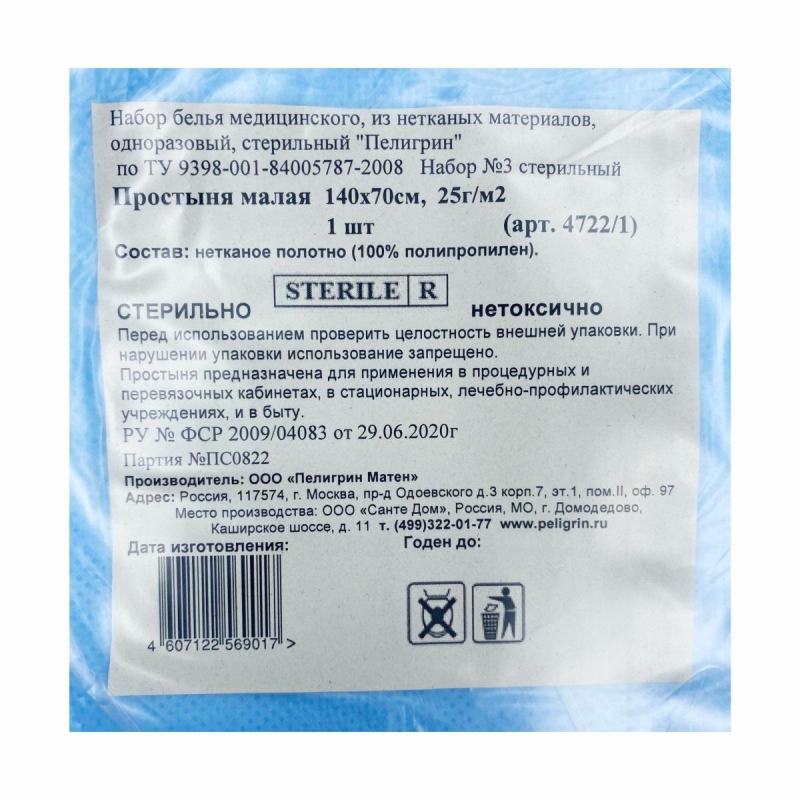 Набор белья медицинского, из нетканых материалов,
одноразовый, стерильный "Пелигрин"
по ТУ 9398-001-84005787-2008 Набор №3 стерильный
Простыня малая 140х70см, 25г/м2
1 шт (арт. 4722/1)
Состав: нетканое полотно (100% полипропилен).
СТЕРИЛЬНО STERILE R НЕТОКСИЧНО
Перед использованием проверить целостность внешней упаковки. При
нарушении упаковки использование запрещено.
Простыня предназначена для применения в процедурных и
перевязочных кабинетах, в стационарных, лечебно-профилактических
учреждениях, и в быту.
РУ № ФСР 2009/04083 от 29.06.2020г
Партия №ПС0822
Производитель: ООО «Пелигрин Матен»
Адрес: Россия, 117574, г. Москва, пр-д Одоевского д.3 корп.7, эт.1, пом.II, оф. 97
Место производства: ООО «Санте Дом», Россия, МО, г. Домодедово,
Каширское шоссе, д. 11 т. (499)322-01-77 www.peligrin.ru
Дата изготовления: Годен до:
4 607122 569017 >